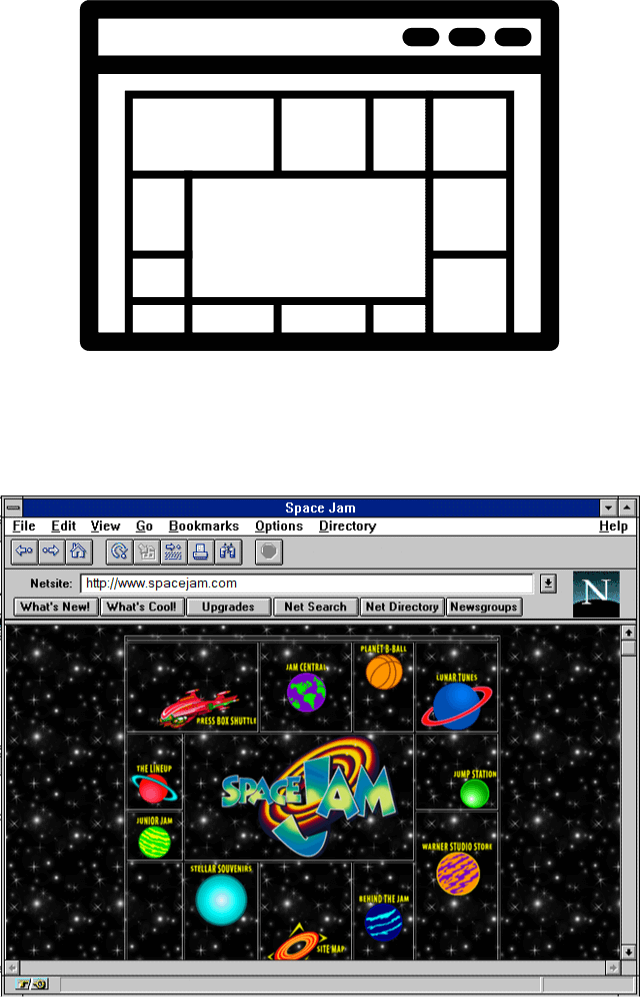 Space Jam
File Edit View Go Bookmarks Options Directory Help
Netsite: http://www.spacejam.com
N
What's New! What's Cool! Upgrades Net Search Net Directory Newsgroups
PLANET B-BALL
JAM CENTRAL
LUNAR TUNES
PRESS BOX SHUTTLE
THE LINEUP
SPACE JAM
JUMP STATION
JUNIOR JAM
WARNER STUDIO STORE
STELLAR SOUVENIRS
BEHIND THE JAM
SITE MAP